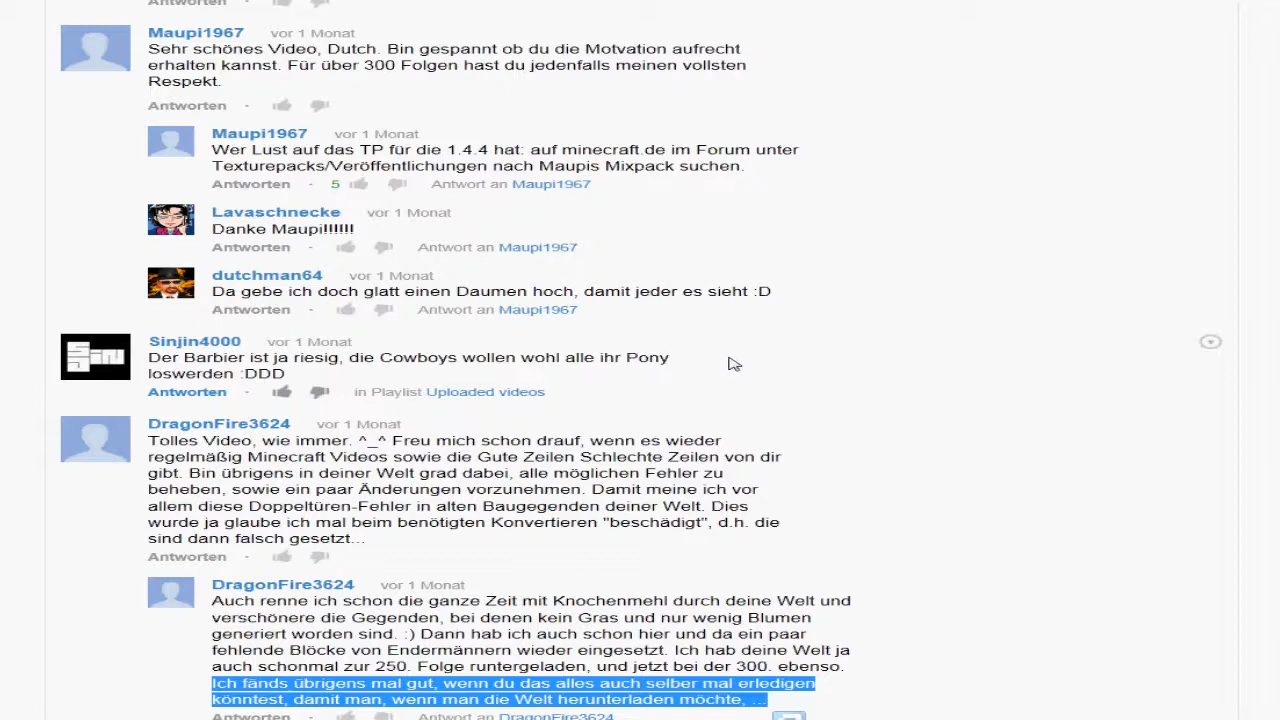 Antworten
Maupi1967 vor 1 Monat
Sehr schönes Video, Dutch. Bin gespannt ob du die Motvation aufrecht
erhalten kannst. Für über 300 Folgen hast du jedenfalls meinen vollsten
Respekt.
Antworten ·
Maupi1967 vor 1 Monat
Wer Lust auf das TP für die 1.4.4 hat: auf minecraft.de im Forum unter
Texturepacks/Veröffentlichungen nach Maupis Mixpack suchen.
Antworten · 5 Antwort an Maupi1967
Lavaschnecke vor 1 Monat
Danke Maupi!!!!!!
Antworten · Antwort an Maupi1967
dutchman64 vor 1 Monat
Da gebe ich doch glatt einen Daumen hoch, damit jeder es sieht :D
Antworten · Antwort an Maupi1967
Sinjin4000 vor 1 Monat
Der Barbier ist ja riesig, die Cowboys wollen wohl alle ihr Pony
loswerden :DDD
Antworten · in Playlist Uploaded videos
DragonFire3624 vor 1 Monat
Tolles Video, wie immer. ^_^ Freu mich schon drauf, wenn es wieder
regelmäßig Minecraft Videos sowie die Gute Zeilen Schlechte Zeilen von dir
gibt. Bin übrigens in deiner Welt grad dabei, alle möglichen Fehler zu
beheben, sowie ein paar Änderungen vorzunehmen. Damit meine ich vor
allem diese Doppeltüren-Fehler in alten Baugegenden deiner Welt. Dies
wurde ja glaube ich mal beim benötigten Konvertieren "beschädigt", d.h. die
sind dann falsch gesetzt...
Antworten ·
DragonFire3624 vor 1 Monat
Auch renne ich schon die ganze Zeit mit Knochenmehl durch deine Welt und
verschönere die Gegenden, bei denen kein Gras und nur wenig Blumen
generiert worden sind. :) Dann hab ich auch schon hier und da ein paar
fehlende Blöcke von Endermännern wieder eingesetzt. Ich hab deine Welt ja
auch schonmal zur 250. Folge runtergeladen, und jetzt bei der 300. ebenso.
Ich fänds übrigens mal gut, wenn du das alles auch selber mal erledigen
könntest, damit man, wenn man die Welt herunterladen möchte, ...
Antworten · Antwort an DragonFire3624